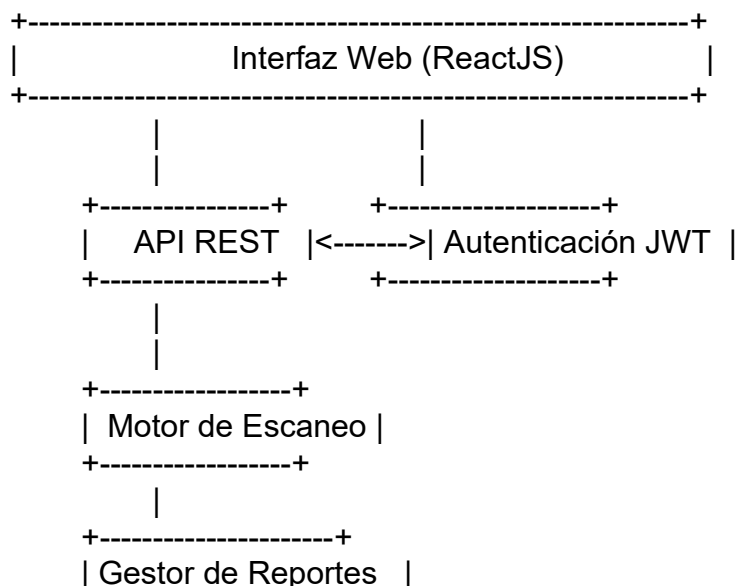 Interfaz Web (ReactJS)
API REST |<------->| Autenticación JWT
Motor de Escaneo
Gestor de Reportes